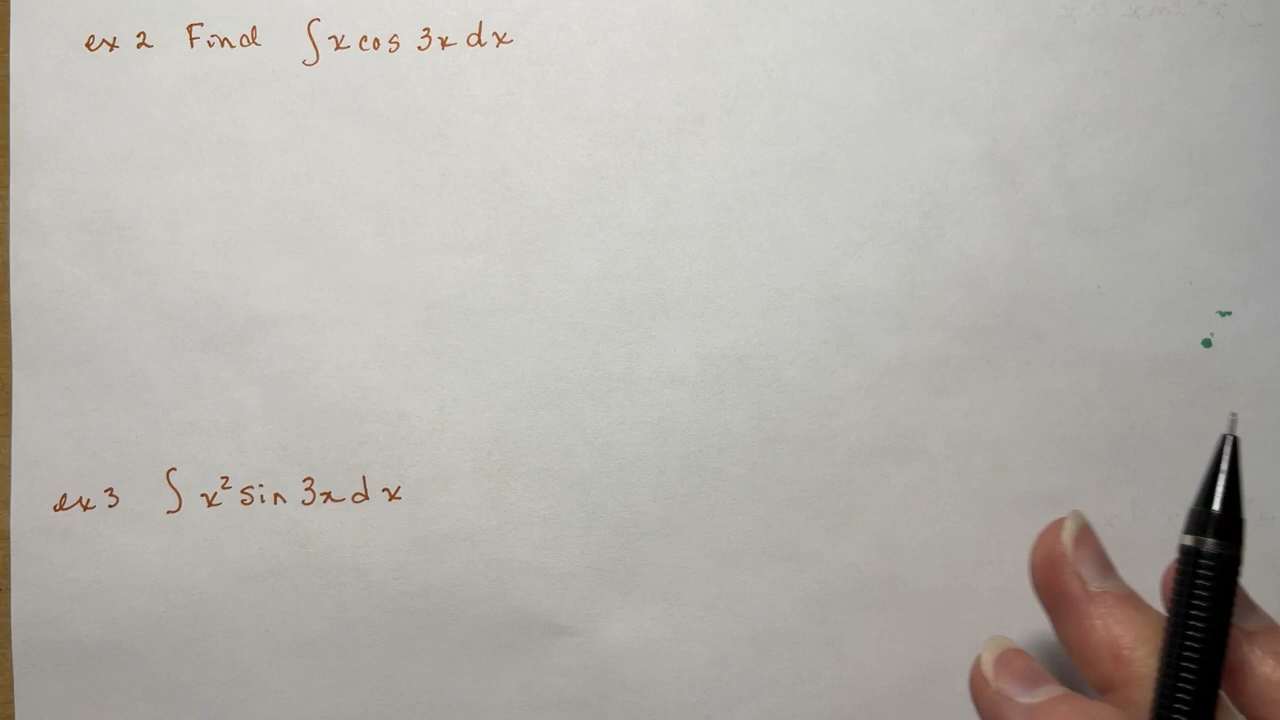 ex 2 Find ∫x cos 3x dx
ex 3 ∫ x² sin 3x dx